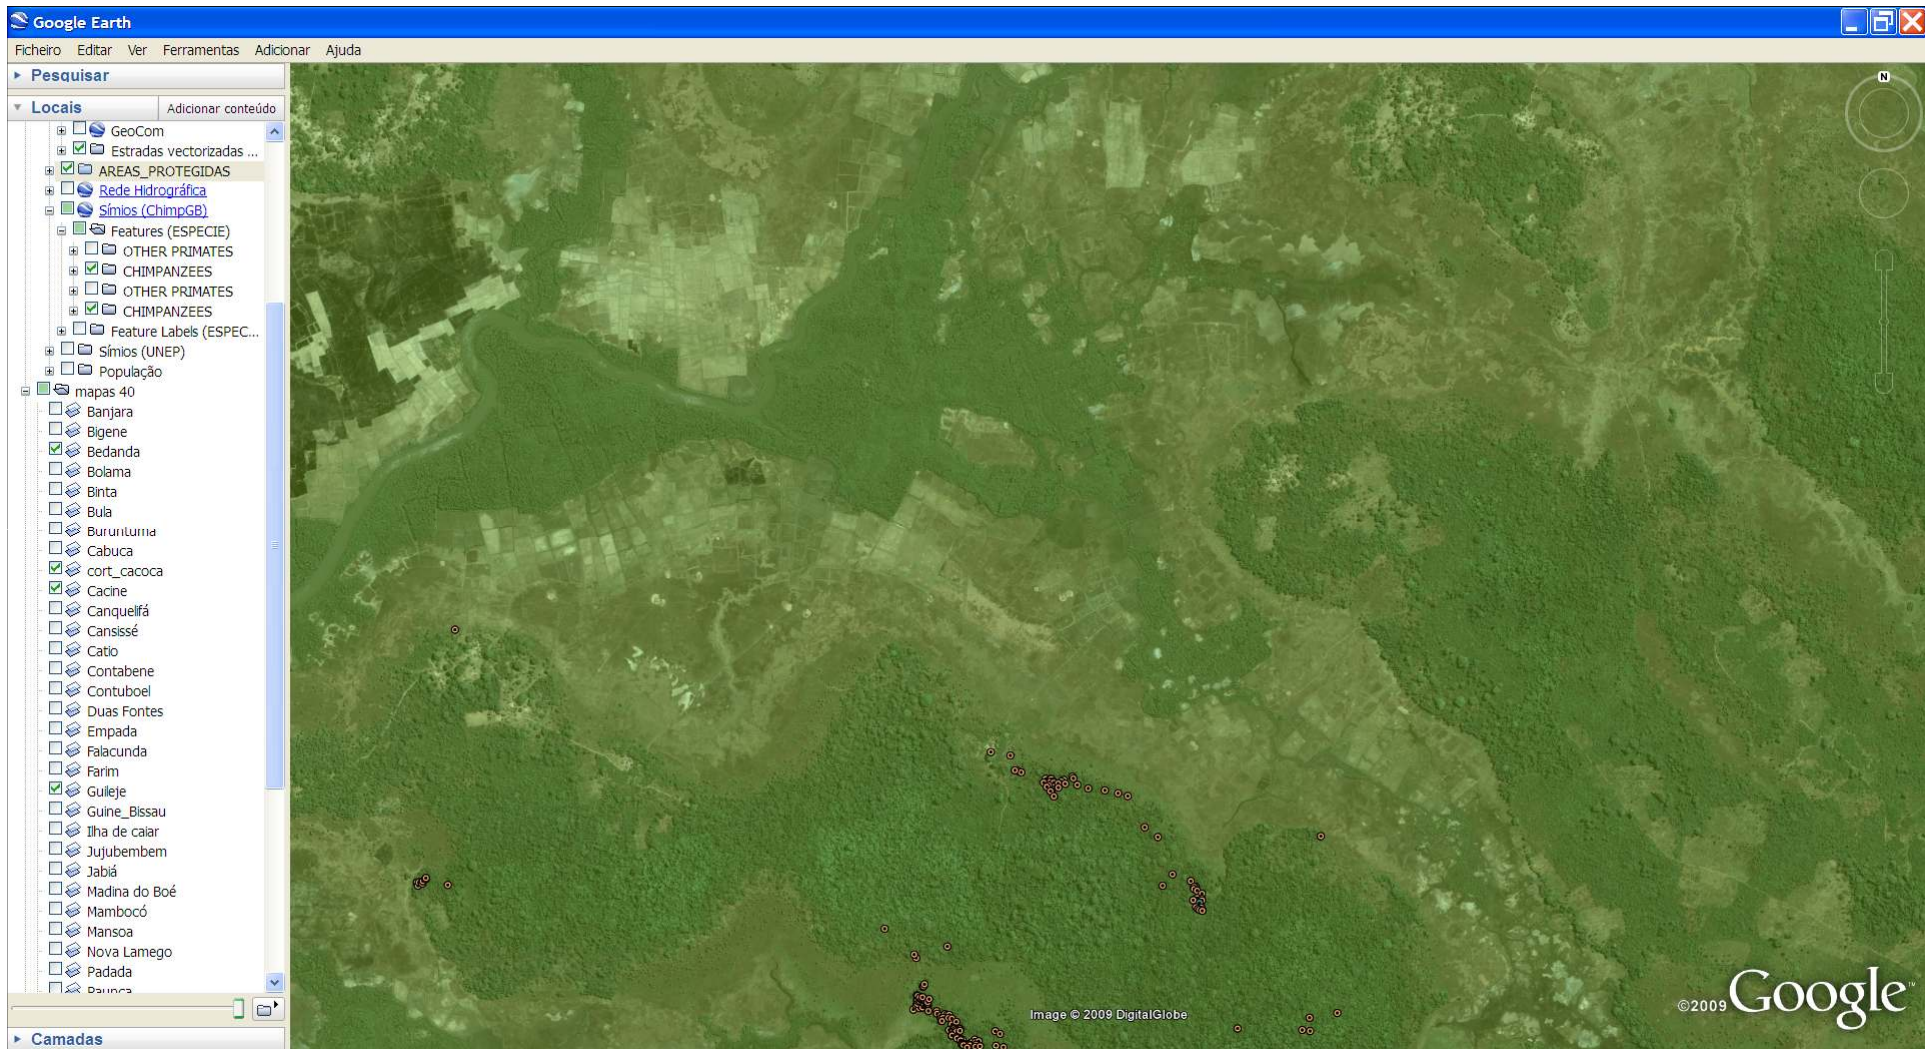 Google Earth
Ficheiro Editar Ver Ferramentas Adicionar Ajuda
Pesquisar
Locais Adicionar conteúdo
GeoCom
Estradas vectorizadas ...
AREAS_PROTEGIDAS
Rede Hidrográfica
Símios (ChimpGB)
Features (ESPECIE)
OTHER PRIMATES
CHIMPANZEES
OTHER PRIMATES
CHIMPANZEES
Feature Labels (ESPEC...
Símios (UNEP)
População
mapas 40
Banjara
Bigene
Bedanda
Bolama
Binta
Bula
Buruntuma
Cabuca
cort_cacoca
Cacine
Canquelifá
Cansissé
Catio
Contabene
Contuboel
Duas Fontes
Empada
Falacunda
Farim
Guileje
Guine_Bissau
Ilha de caiar
Jujubembem
Jabiá
Madina do Boé
Mambocó
Mansoa
Nova Lamego
Padada
Paunca
Camadas
N
Image © 2009 DigitalGlobe
©2009 Google™